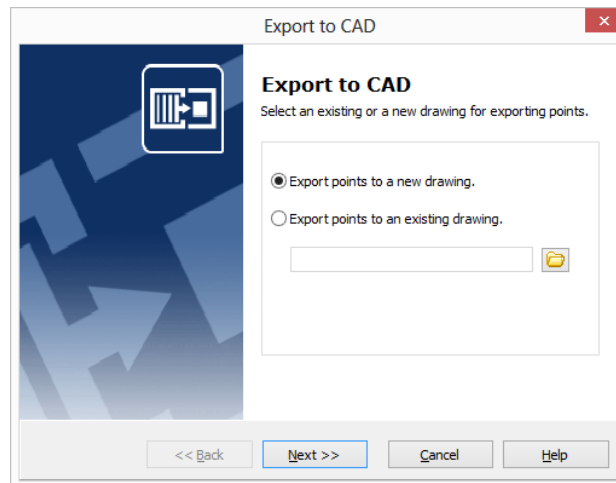 Export to CAD
Export to CAD
Select an existing or a new drawing for exporting points.
Export points to a new drawing.
Export points to an existing drawing.
<< Back Next >> Cancel Help